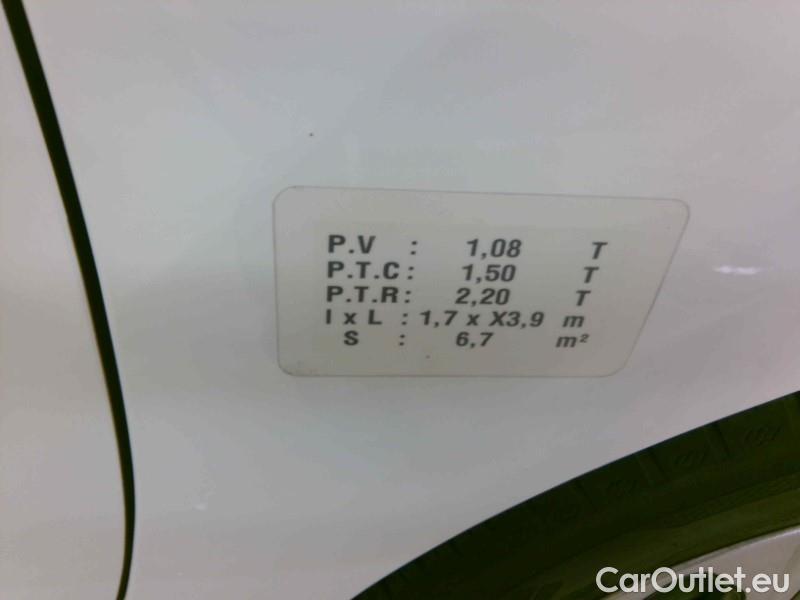 P.V : 1,08 T
P.T.C : 1,50 T
P.T.R : 2,20 T
I x L : 1,7 x X3,9 m
S : 6,7 m²
CarOutlet.eu